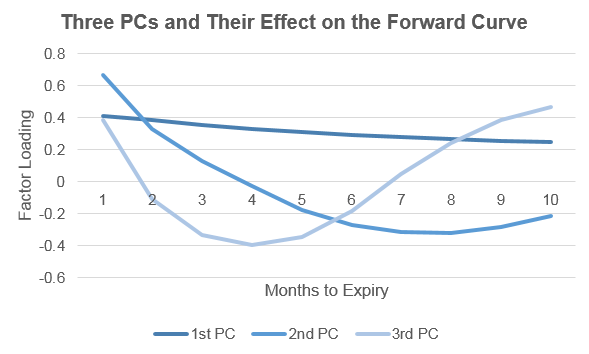 Three PCs and Their Effect on the Forward Curve
0.8
0.6
0.4
0.2
0
-0.2
-0.4
-0.6
Factor Loading
1 2 3 4 5 6 7 8 9 10
Months to Expiry
1st PC 2nd PC 3rd PC